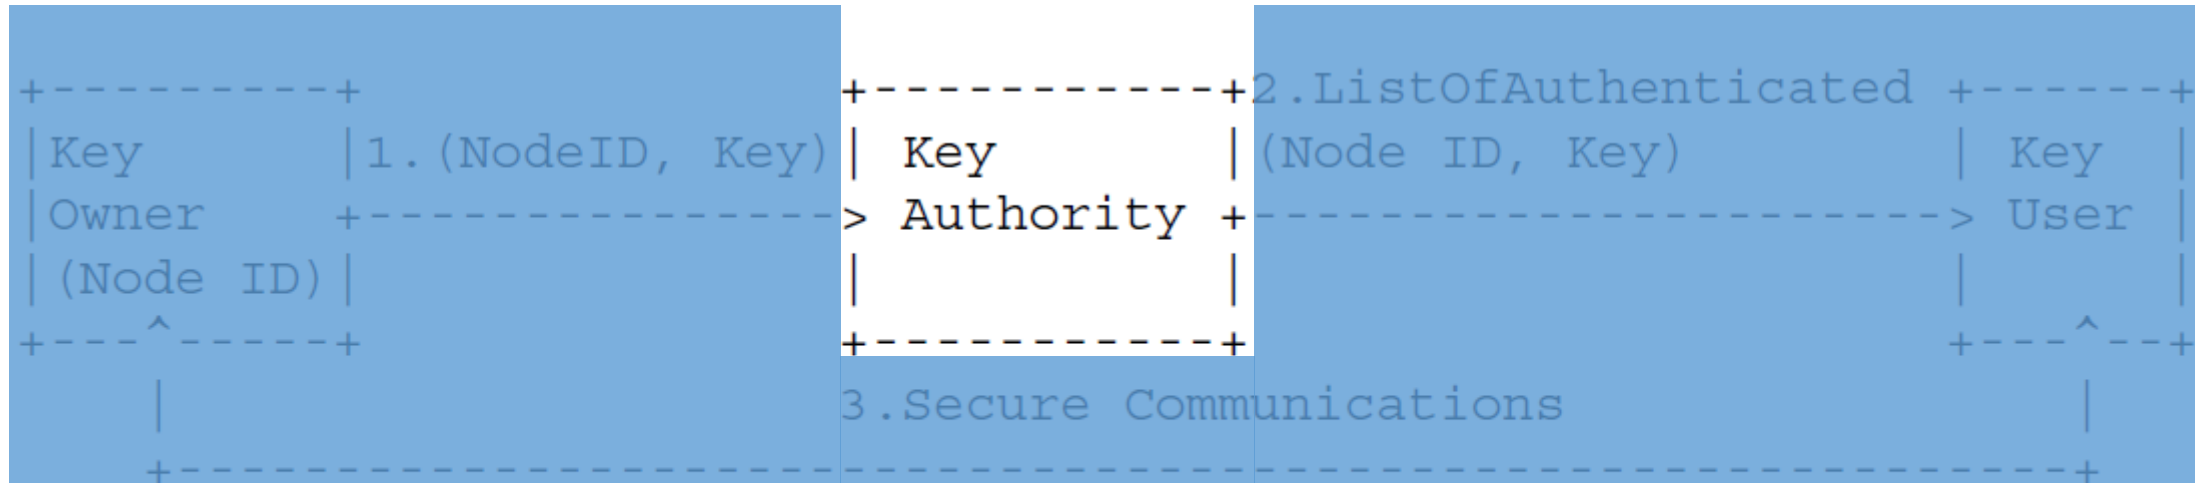 +---------+ +-----------+2.ListOfAuthenticated +------+
|Key |1.(NodeID, Key)| Key |(Node ID, Key) | Key |
|Owner +---------------> Authority +----------------------> User |
|(Node ID)| | | | |
+---^-----+ +-----------+ +---^--+
| 3.Secure Communications |
+-------------------------------------------------------------+